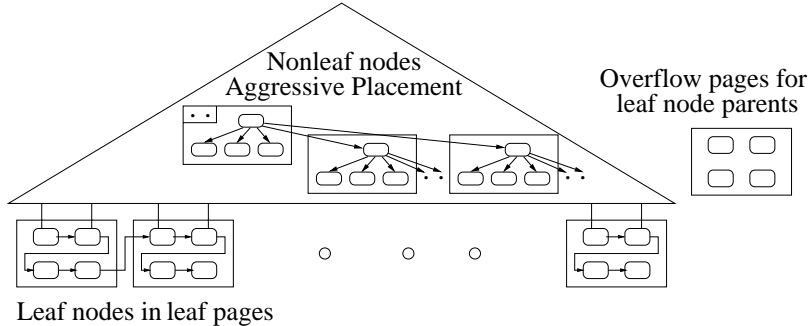 Nonleaf nodes
Aggressive Placement
Overflow pages for
leaf node parents
Leaf nodes in leaf pages